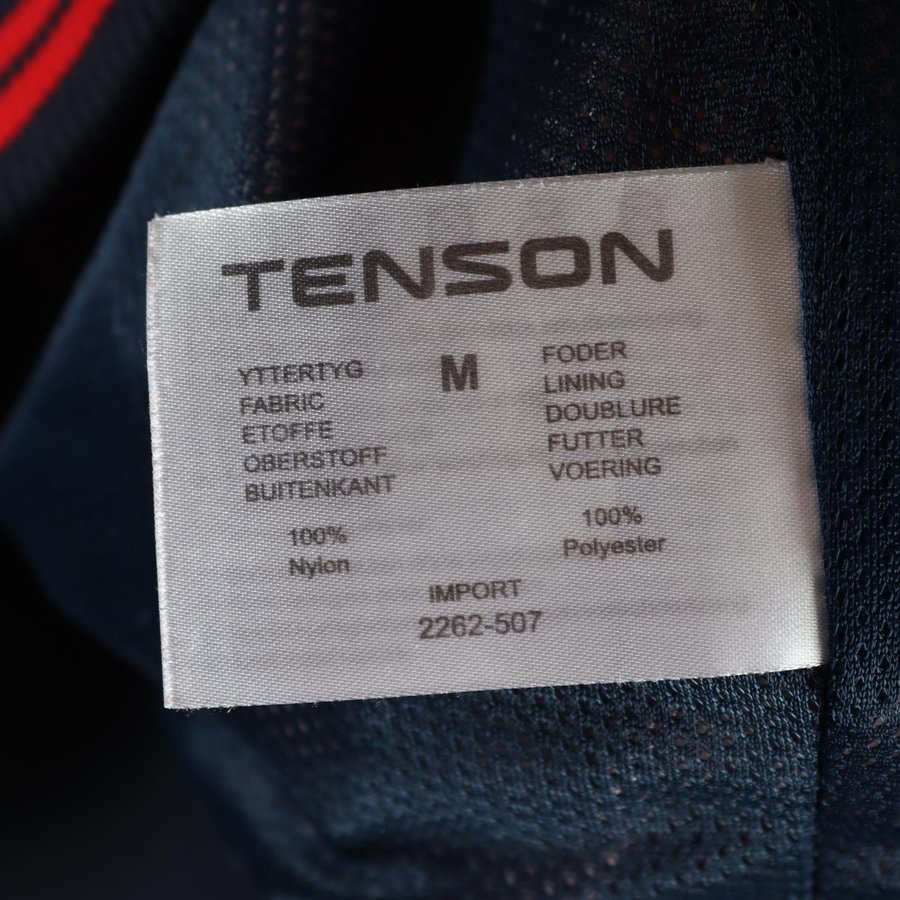 TENSON
M
YTTERTYG
FABRIC
ETOFFE
OBERSTOFF
BUITENKANT
100%
Nylon
FODER
LINING
DOUBLURE
FUTTER
VOERING
100%
Polyester
IMPORT
2262-507